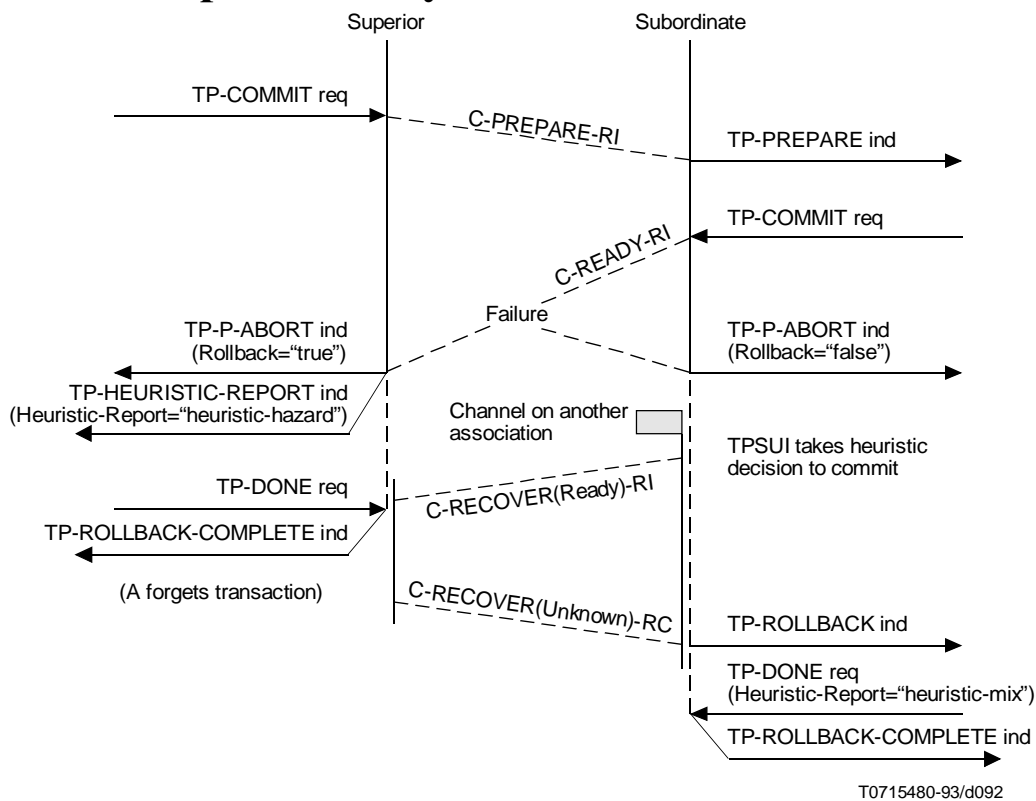 Superior
Subordinate
TP-COMMIT req
C-PREPARE-RI
TP-PREPARE ind
TP-COMMIT req
C-READY-RI
Failure
TP-P-ABORT ind
(Rollback=“true”)
TP-P-ABORT ind
(Rollback=“false”)
TP-HEURISTIC-REPORT ind
(Heuristic-Report=“heuristic-hazard”)
Channel on another
association
TPSUI takes heuristic
decision to commit
TP-DONE req
C-RECOVER(Ready)-RI
TP-ROLLBACK-COMPLETE ind
(A forgets transaction)
C-RECOVER(Unknown)-RC
TP-ROLLBACK ind
TP-DONE req
(Heuristic-Report=“heuristic-mix”)
TP-ROLLBACK-COMPLETE ind
T0715480-93/d092